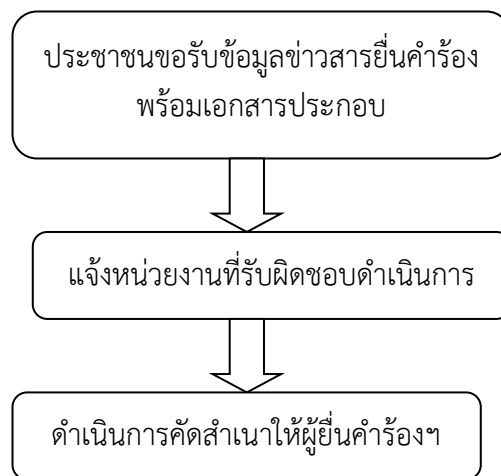 ประชาชนขอรับข้อมูลข่าวสารยื่นคำร้อง
พร้อมเอกสารประกอบ
แจ้งหน่วยงานที่รับผิดชอบดำเนินการ
ดำเนินการคัดสำเนาให้ผู้ยื่นคำร้องฯ